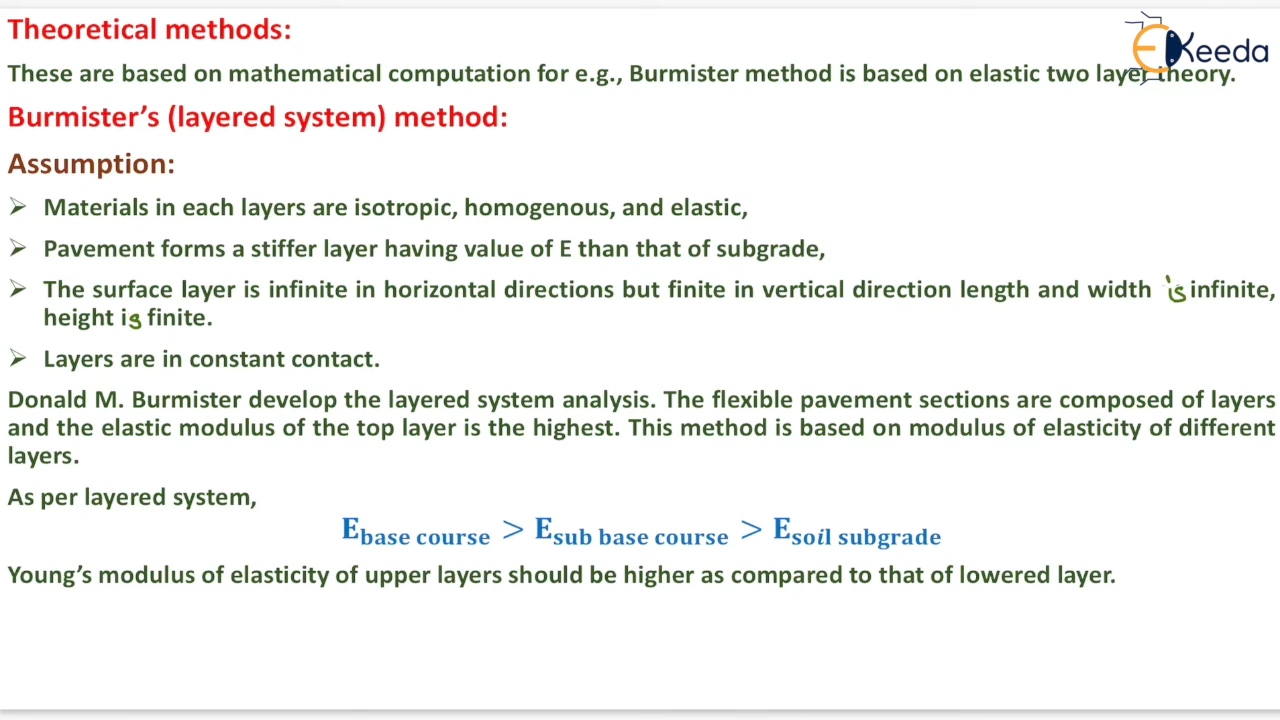 Theoretical methods:
EKeeda
These are based on mathematical computation for e.g., Burmister method is based on elastic two layer theory.
Burmister’s (layered system) method:
Assumption:
➢ Materials in each layers are isotropic, homogenous, and elastic,
➢ Pavement forms a stiffer layer having value of E than that of subgrade,
➢ The surface layer is infinite in horizontal directions but finite in vertical direction length and width is infinite,
height is finite.
➢ Layers are in constant contact.
Donald M. Burmister develop the layered system analysis. The flexible pavement sections are composed of layers
and the elastic modulus of the top layer is the highest. This method is based on modulus of elasticity of different
layers.
As per layered system,
E base course > E sub base course > E soil subgrade
Young’s modulus of elasticity of upper layers should be higher as compared to that of lowered layer.